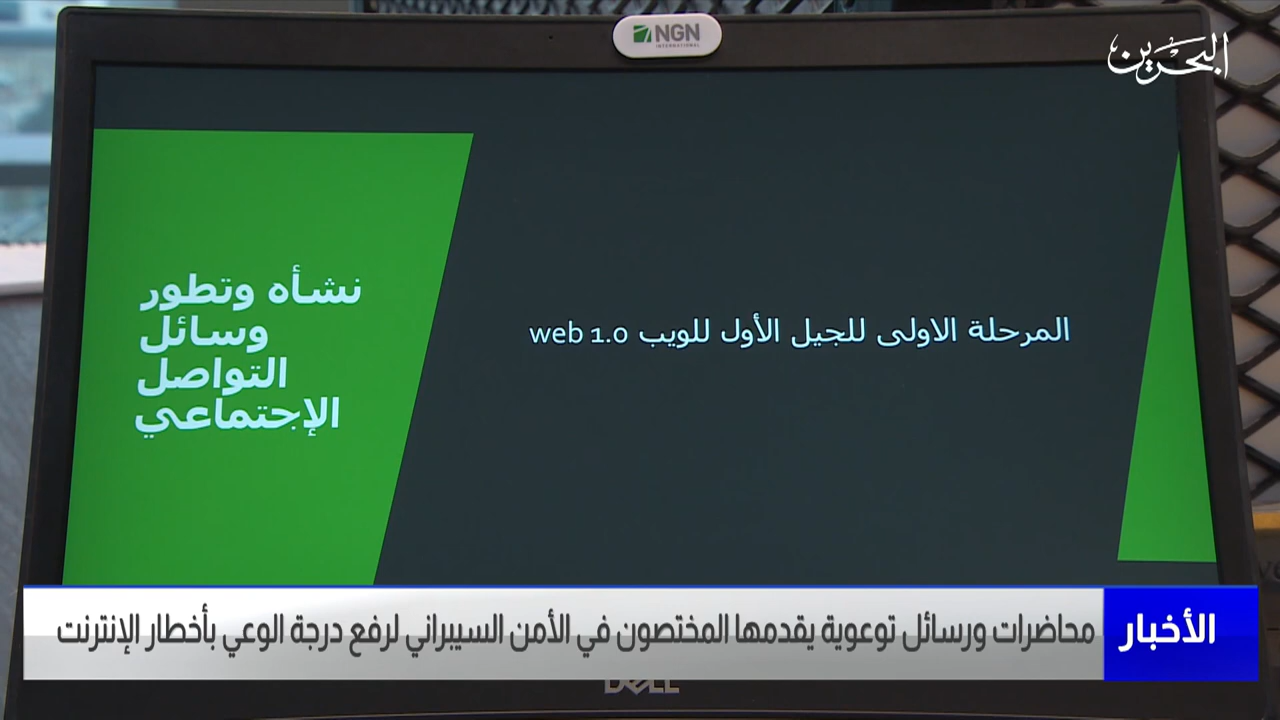 NGN
INTERNATIONAL
البحرين
نشأه وتطور
وسائل
التواصل
الإجتماعي
المرحلة الاولى للجيل الأول للويب web 1.0
الأخبار
محاضرات ورسائل توعوية يقدمها المختصون في الأمن السيبراني لرفع درجة الوعي بأخطار الإنترنت
DELL